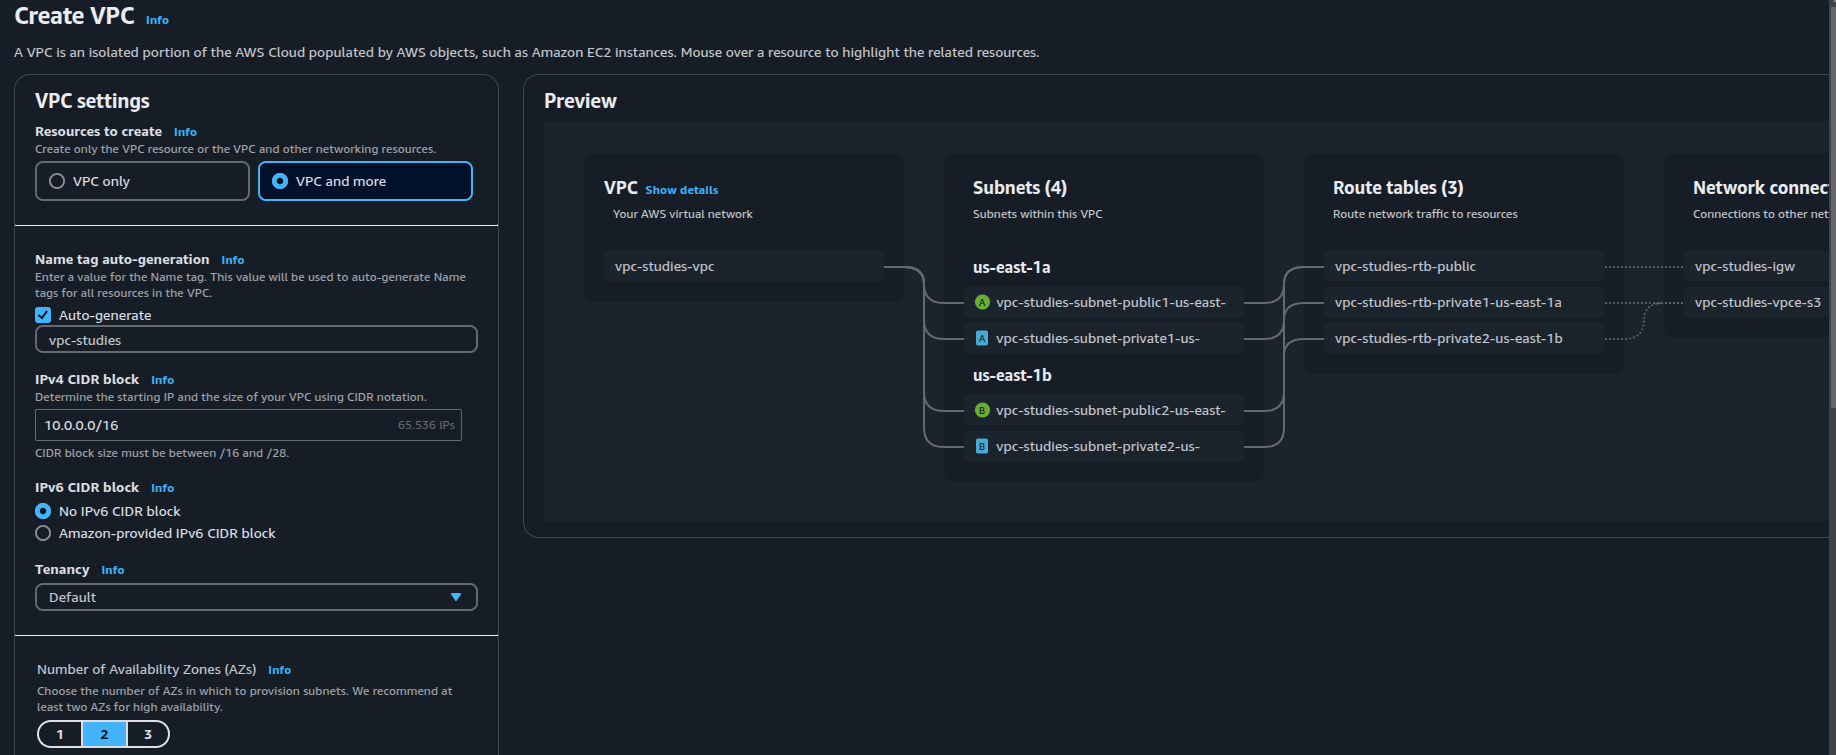 Create VPC Info
A VPC is an isolated portion of the AWS Cloud populated by AWS objects, such as Amazon EC2 instances. Mouse over a resource to highlight the related resources.
VPC settings
Resources to create Info
Create only the VPC resource or the VPC and other networking resources.
VPC only
VPC and more
Name tag auto-generation Info
Enter a value for the Name tag. This value will be used to auto-generate Name
tags for all resources in the VPC.
Auto-generate
vpc-studies
IPv4 CIDR block Info
Determine the starting IP and the size of your VPC using CIDR notation.
10.0.0.0/16 65.536 IPs
CIDR block size must be between /16 and /28.
IPv6 CIDR block Info
No IPv6 CIDR block
Amazon-provided IPv6 CIDR block
Tenancy Info
Default
Number of Availability Zones (AZs) Info
Choose the number of AZs in which to provision subnets. We recommend at
least two AZs for high availability.
1 2 3
Preview
VPC Show details
Your AWS virtual network
vpc-studies-vpc
Subnets (4)
Subnets within this VPC
us-east-1a
A vpc-studies-subnet-public1-us-east-
A vpc-studies-subnet-private1-us-
us-east-1b
B vpc-studies-subnet-public2-us-east-
B vpc-studies-subnet-private2-us-
Route tables (3)
Route network traffic to resources
vpc-studies-rtb-public
vpc-studies-rtb-private1-us-east-1a
vpc-studies-rtb-private2-us-east-1b
Network connect
Connections to other net
vpc-studies-igw
vpc-studies-vpce-s3